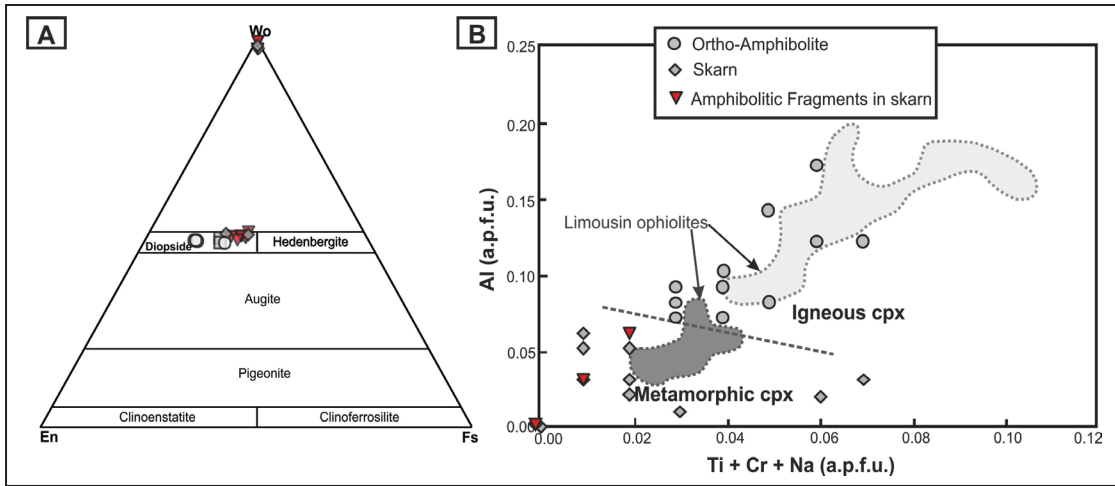 A
Wo
Diopside
Hedenbergite
Augite
Pigeonite
Clinoenstatite
Clinoferrosilite
En
Fs
B
Ortho-Amphibolite
Skarn
Amphibolitic Fragments in skarn
0.25
0.20
0.15
0.10
0.05
0.00
Al (a.p.f.u.)
Limousin ophiolites
Igneous cpx
Metamorphic cpx
0.00
0.02
0.04
0.06
0.08
0.10
0.12
Ti + Cr + Na (a.p.f.u.)